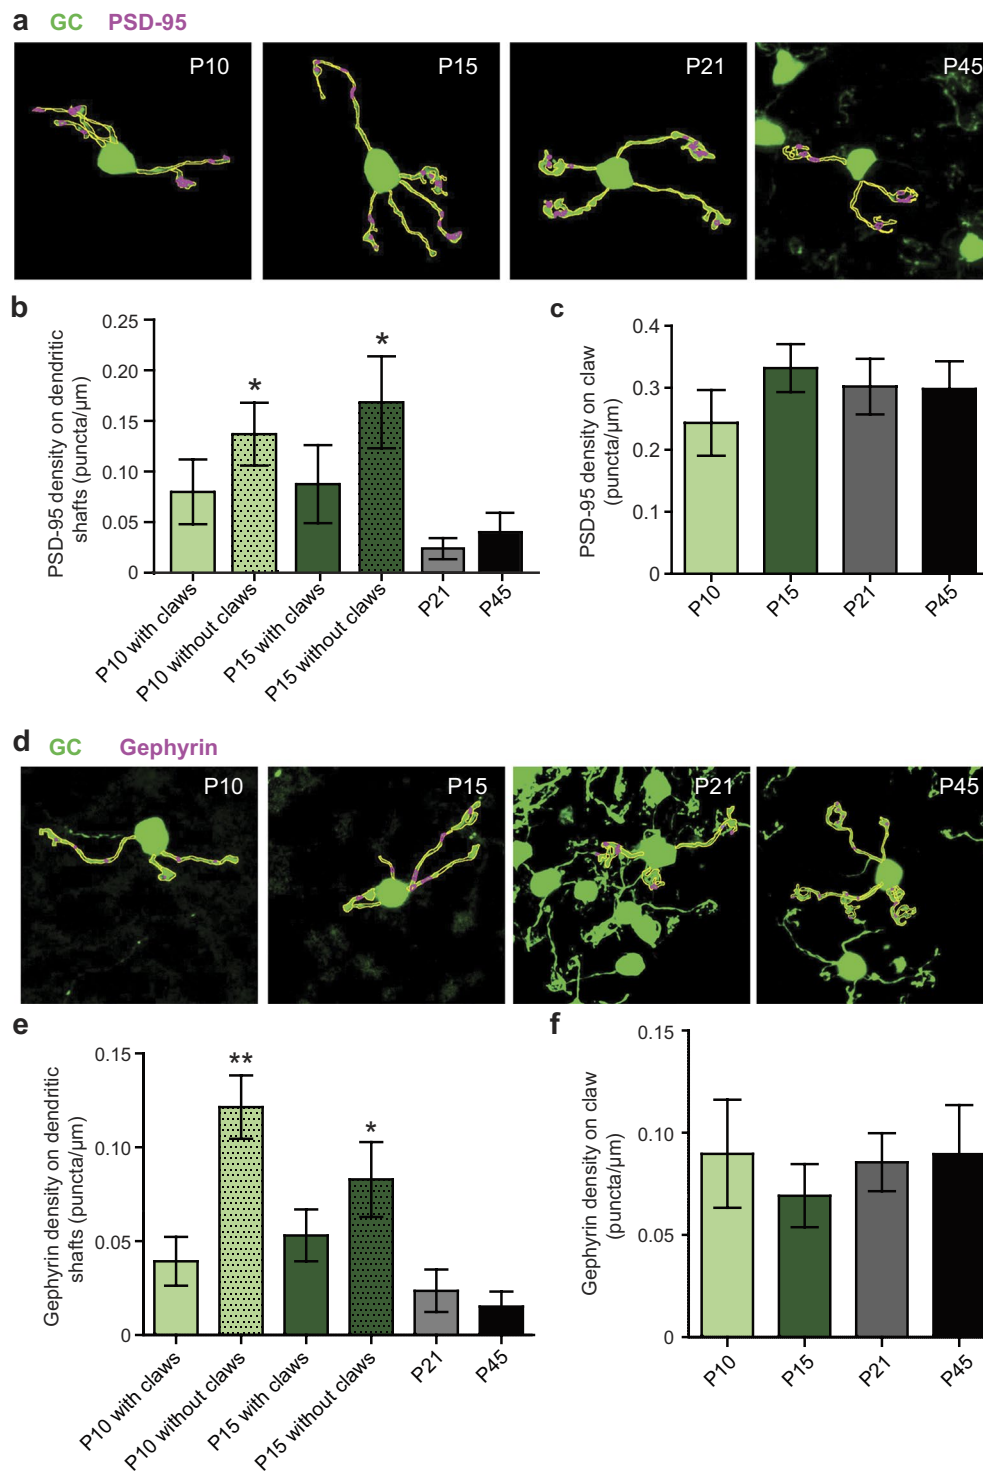 a GC PSD-95
P10 P15 P21 P45
b
PSD-95 density on dendritic
shafts (puncta/μm)
0.25
0.20
0.15
0.10
0.05
0
* *
P10 with claws
P10 without claws
P15 with claws
P15 without claws
P21
P45
c
PSD-95 density on claw
(puncta/μm)
0.4
0.3
0.2
0.1
0
P10
P15
P21
P45
d GC Gephyrin
P10 P15 P21 P45
e
Gephyrin density on dendritic
shafts (puncta/μm)
0.15
0.10
0.05
0
** *
P10 with claws
P10 without claws
P15 with claws
P15 without claws
P21
P45
f
Gephyrin density on claw
(puncta/μm)
0.15
0.10
0.05
0
P10
P15
P21
P45